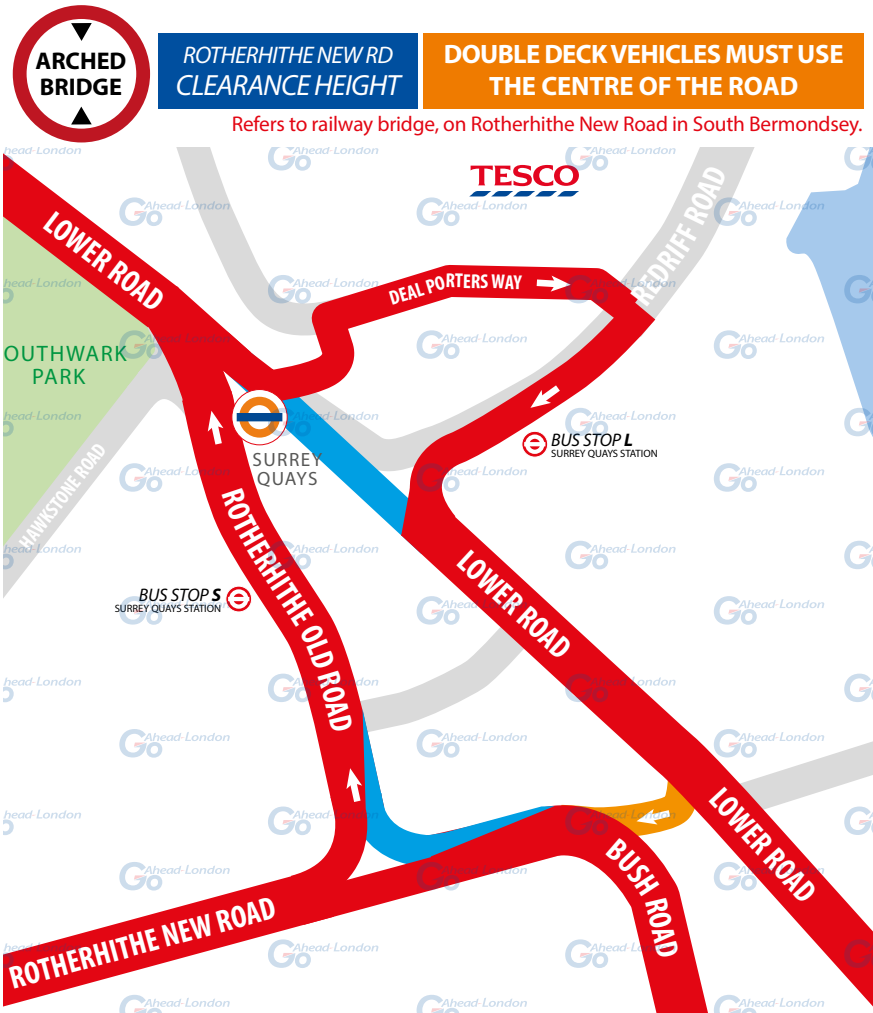 ARCHED
BRIDGE
ROTHERHITHE NEW RD
CLEARANCE HEIGHT
DOUBLE DECK VEHICLES MUST USE
THE CENTRE OF THE ROAD
Refers to railway bridge, on Rotherhithe New Road in South Bermondsey.
TESCO
REDRIFF ROAD
LOWER ROAD
DEAL PORTERS WAY
OUTHWARK
PARK
HAWKSTONE ROAD
SURREY
QUAYS
BUS STOP L
SURREY QUAYS STATION
ROTHERHITHE OLD ROAD
LOWER ROAD
BUS STOP S
SURREY QUAYS STATION
LOWER ROAD
BUSH ROAD
ROTHERHITHE NEW ROAD
Go Ahead-London